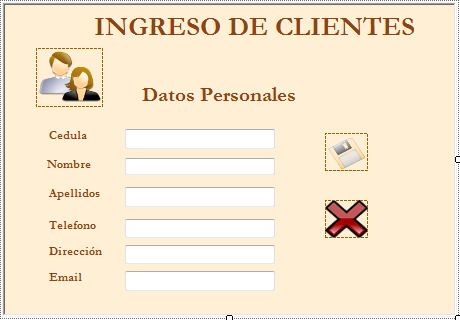 INGRESO DE CLIENTES
Datos Personales
Cedula
Nombre
Apellidos
Telefono
Dirección
Email